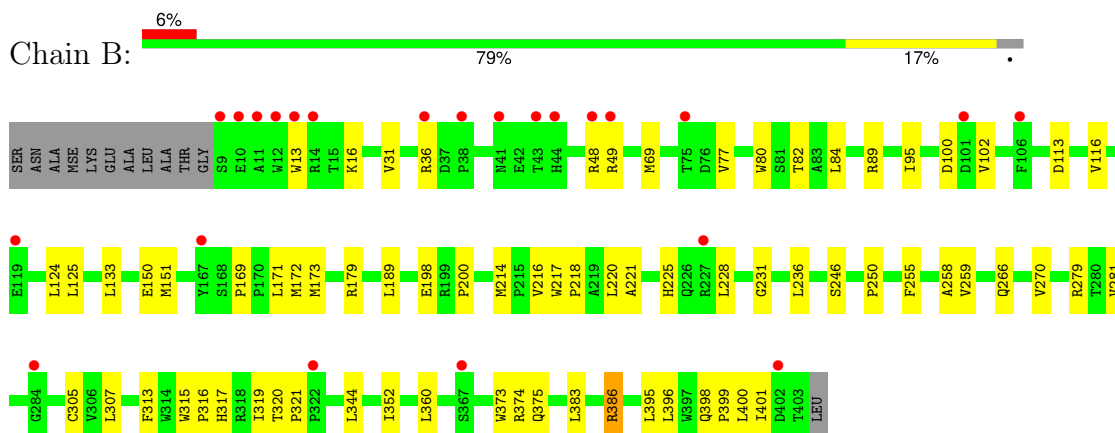 6%
Chain B:
79% 17% •
SER ASN ALA MSE LYS GLU ALA LEU ALA THR GLY S9 E10 A11 W12 W13 R14 T15 K16 V31 R36 D37 P38 N41 E42 T43 H44 R48 R49 M69 T75 D76 V77 W80 S81 T82 A83 L84 R89 I95 D100 D101 V102 F106 D113 V116
E119 L124 L125 L133 E150 M151 Y167 S168 P169 P170 L171 M172 M173 R179 L189 E198 R199 P200 M214 P215 V216 W217 P218 A219 L220 A221 H225 Q226 R227 L228 G231 L236 S246 P250 F255 A258 V259 Q266 V270 R279 T280 V281
G284 C305 V306 L307 F313 W314 W315 P316 H317 R318 I319 T320 P321 P322 L344 I352 L360 S367 W373 R374 Q375 L383 R386 L395 L396 W397 Q398 P399 L400 I401 D402 T403 LEU